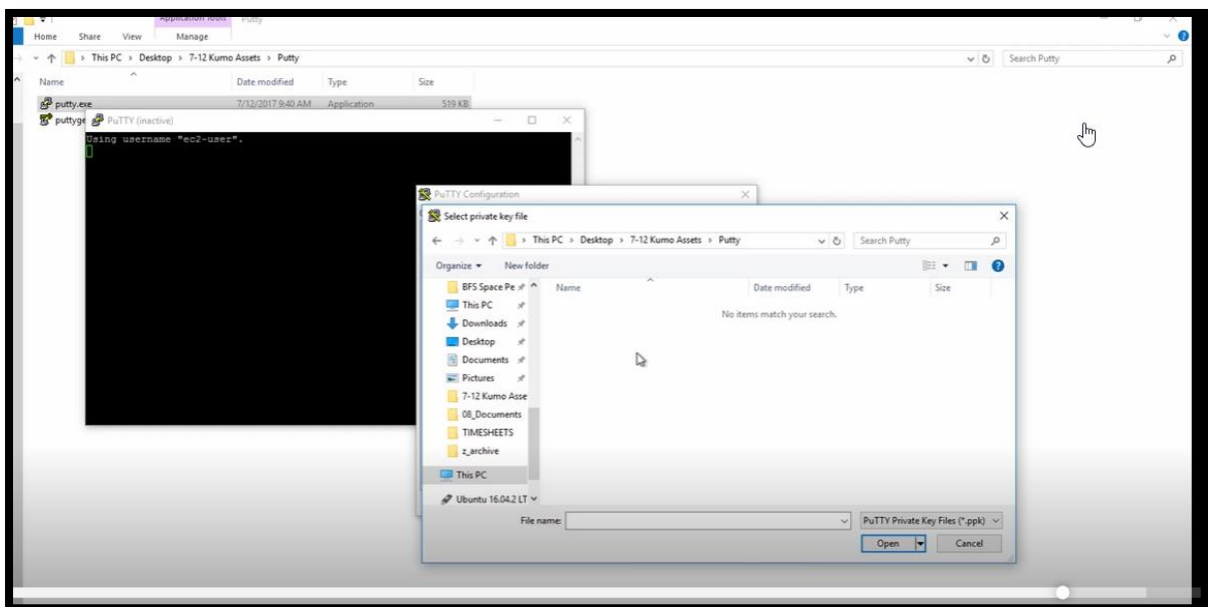 Application Tools Putty
Home Share View Manage
This PC > Desktop > 7-12 Kumo Assets > Putty
Search Putty
Name Date modified Type Size
putty.exe 7/12/2017 9:40 AM Application 519 KB
puttyge
PuTTY (inactive)
Using username "ec2-user".
PuTTY Configuration
Select private key file
This PC > Desktop > 7-12 Kumo Assets > Putty
Search Putty
Organize New folder
BFS Space Pe
This PC
Downloads
Desktop
Documents
Pictures
7-12 Kumo Asse
08_Documents
TIMESHEETS
z_archive
This PC
Ubuntu 16.04.2 LT
Name Date modified Type Size
No items match your search.
File name:
PuTTY Private Key Files (*.ppk)
Open Cancel